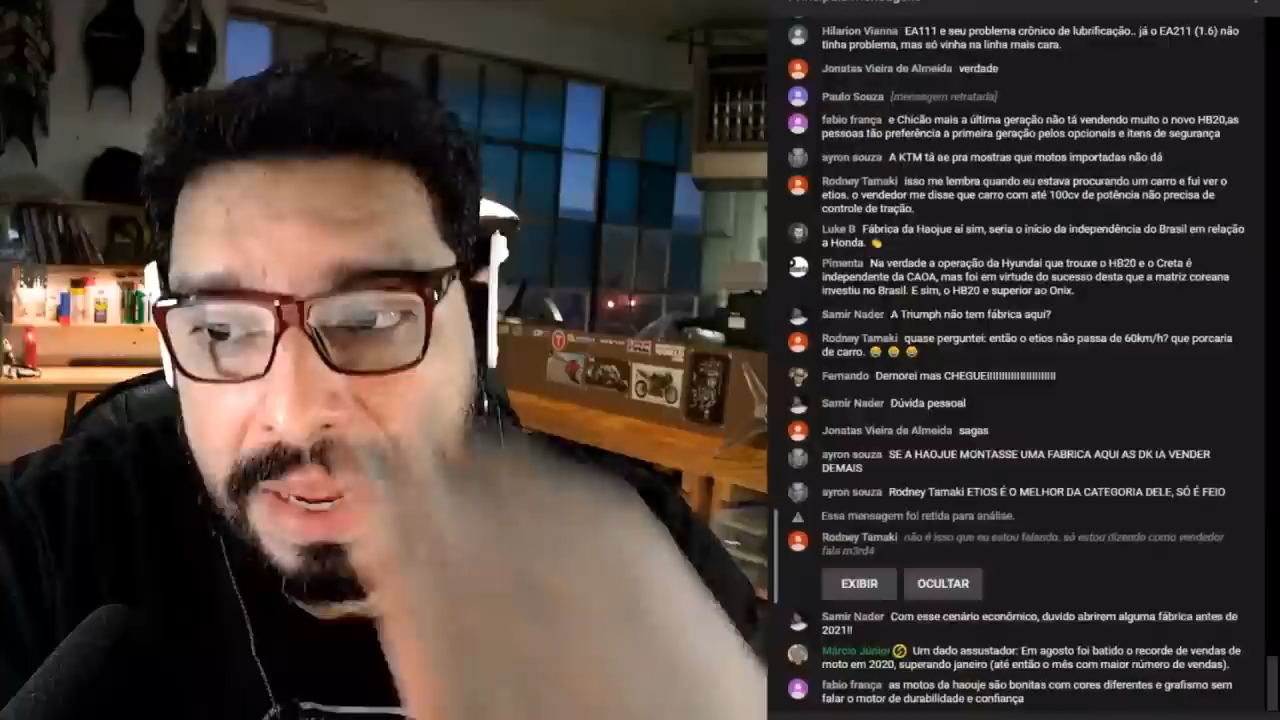 Hilarion Vianna EA111 e seu problema crônico de lubrificação.. já o EA211 (1.6) não
tinha problema, mas só vinha na linha mais cara.
Jonatas Vieira de Almeida verdade
Paulo Souza [mensagem retratada]
fabio frança e Chicão mais a última geração não tá vendendo muito o novo HB20,as
pessoas tão preferência a primeira geração pelos opcionais e itens de segurança
ayron souza A KTM tà ae pra mostras que motos importadas não dá
Rodney Tamaki isso me lembra quando eu estava procurando um carro e fui ver o
etios. o vendedor me disse que carro com até 100cv de potência não precisa de
controle de tração.
Luke B Fábrica da Haojue aí sim, seria o início da independência do Brasil em relação
a Honda. 👏
Pimenta Na verdade a operação da Hyundai que trouxe o HB20 e o Creta é
independente da CAOA, mas foi em virtude do sucesso desta que a matriz coreana
investiu no Brasil. E sim, o HB20 e superior ao Onix.
Samir Nader A Triumph não tem fábrica aqui?
Rodney Tamaki quase perguntei: então o etios não passa de 60km/h? que porcaria
de carro. 😂 😂 😂
Fernando Demorei mas CHEGUEIIIIIIIIIIIIIIIIIIIIII
Samir Nader Dúvida pessoal
Jonatas Vieira de Almeida sagas
ayron souza SE A HAOJUE MONTASSE UMA FABRICA AQUI AS DK IA VENDER
DEMAIS
ayron souza Rodney Tamaki ETIOS É O MELHOR DA CATEGORIA DELE, SÓ É FEIO
Essa mensagem foi retida para análise.
Rodney Tamaki não é isso que eu estou falando. só estou dizendo como vendedor
fala m3rd4
EXIBIR OCULTAR
Samir Nader Com esse cenário econômico, duvido abrirem alguma fábrica antes de
2021!!
Márcio Júnior Um dado assustador: Em agosto foi batido o recorde de vendas de
moto em 2020, superando janeiro (até então o mês com maior número de vendas).
fabio frança as motos da haouje são bonitas com cores diferentes e grafismo sem
falar o motor de durabilidade e confiança